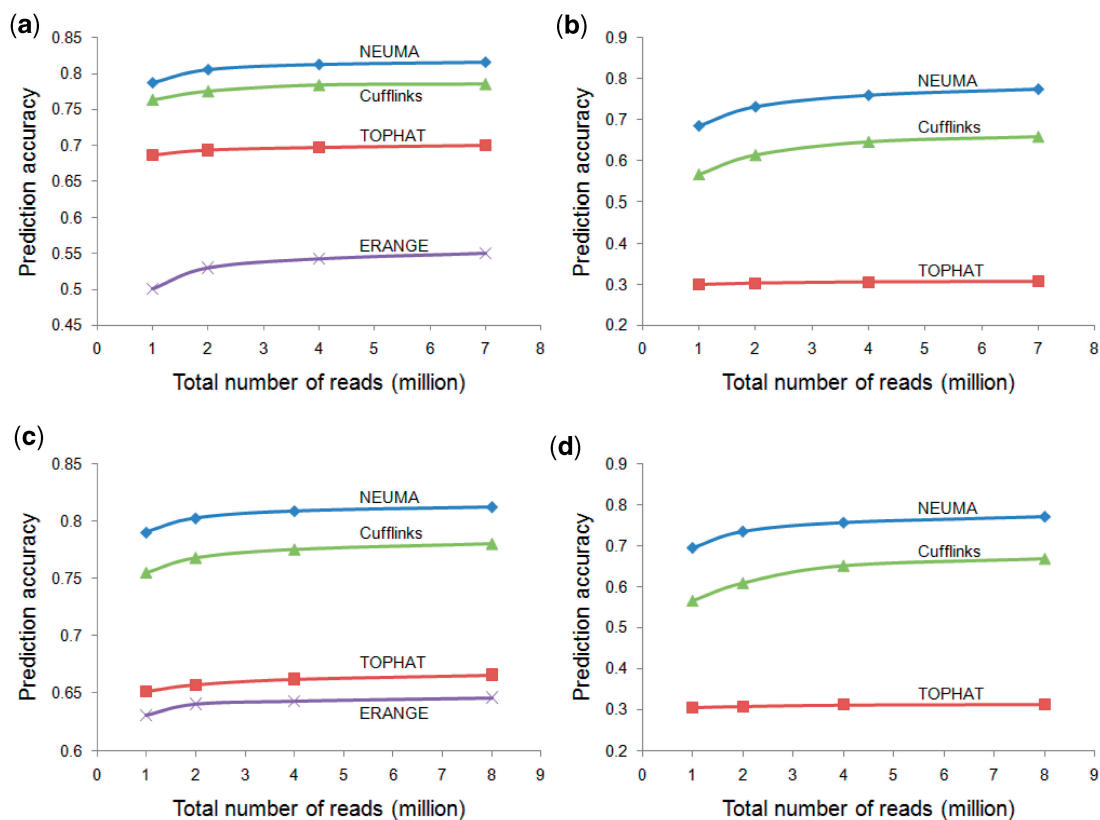 (a)
Prediction accuracy
0.85
0.8
0.75
0.7
0.65
0.6
0.55
0.5
0.45
NEUMA
Cufflinks
TOPHAT
ERANGE
0 1 2 3 4 5 6 7 8
Total number of reads (million)
(b)
Prediction accuracy
0.9
0.8
0.7
0.6
0.5
0.4
0.3
0.2
NEUMA
Cufflinks
TOPHAT
0 1 2 3 4 5 6 7 8
Total number of reads (million)
(c)
Prediction accuracy
0.85
0.8
0.75
0.7
0.65
0.6
NEUMA
Cufflinks
TOPHAT
ERANGE
0 1 2 3 4 5 6 7 8 9
Total number of reads (million)
(d)
Prediction accuracy
0.9
0.8
0.7
0.6
0.5
0.4
0.3
0.2
NEUMA
Cufflinks
TOPHAT
0 1 2 3 4 5 6 7 8 9
Total number of reads (million)